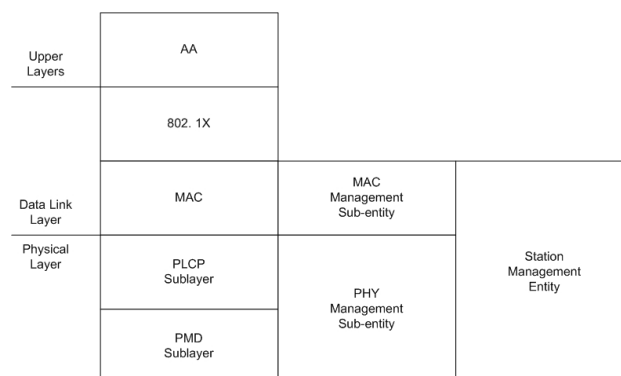 Upper
Layers
AA
802. 1X
Data Link
Layer
MAC
MAC
Management
Sub-entity
Physical
Layer
PLCP
Sublayer
PHY
Management
Sub-entity
Station
Management
Entity
PMD
Sublayer